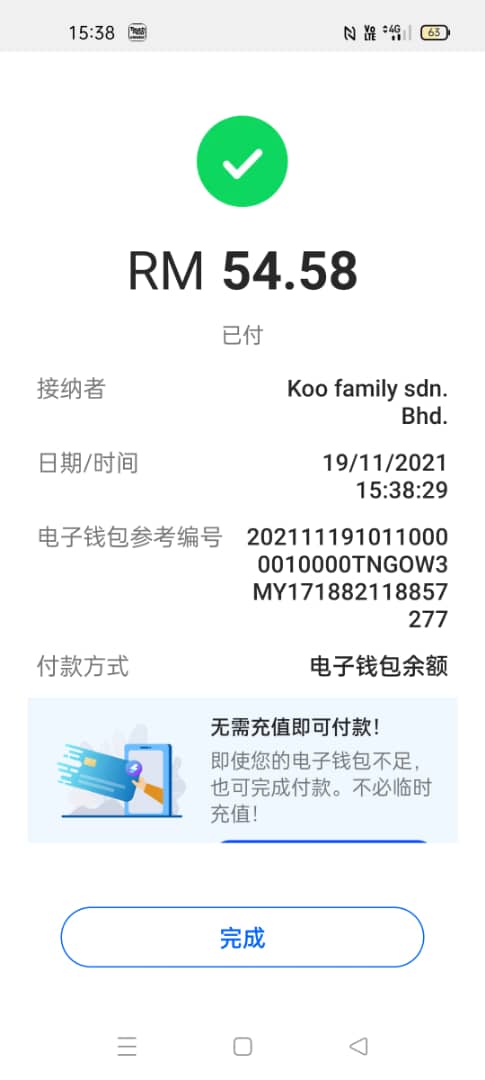 15:38
VoLTE 4G 63
RM 54.58
已付
接纳者 Koo family sdn.
Bhd.
日期/时间 19/11/2021
15:38:29
电子钱包参考编号 202111191011000
0010000TNGOW3
MY171882118857
277
付款方式 电子钱包余额
无需充值即可付款!
即使您的电子钱包不足,
也可完成付款。不必临时
充值!
完成